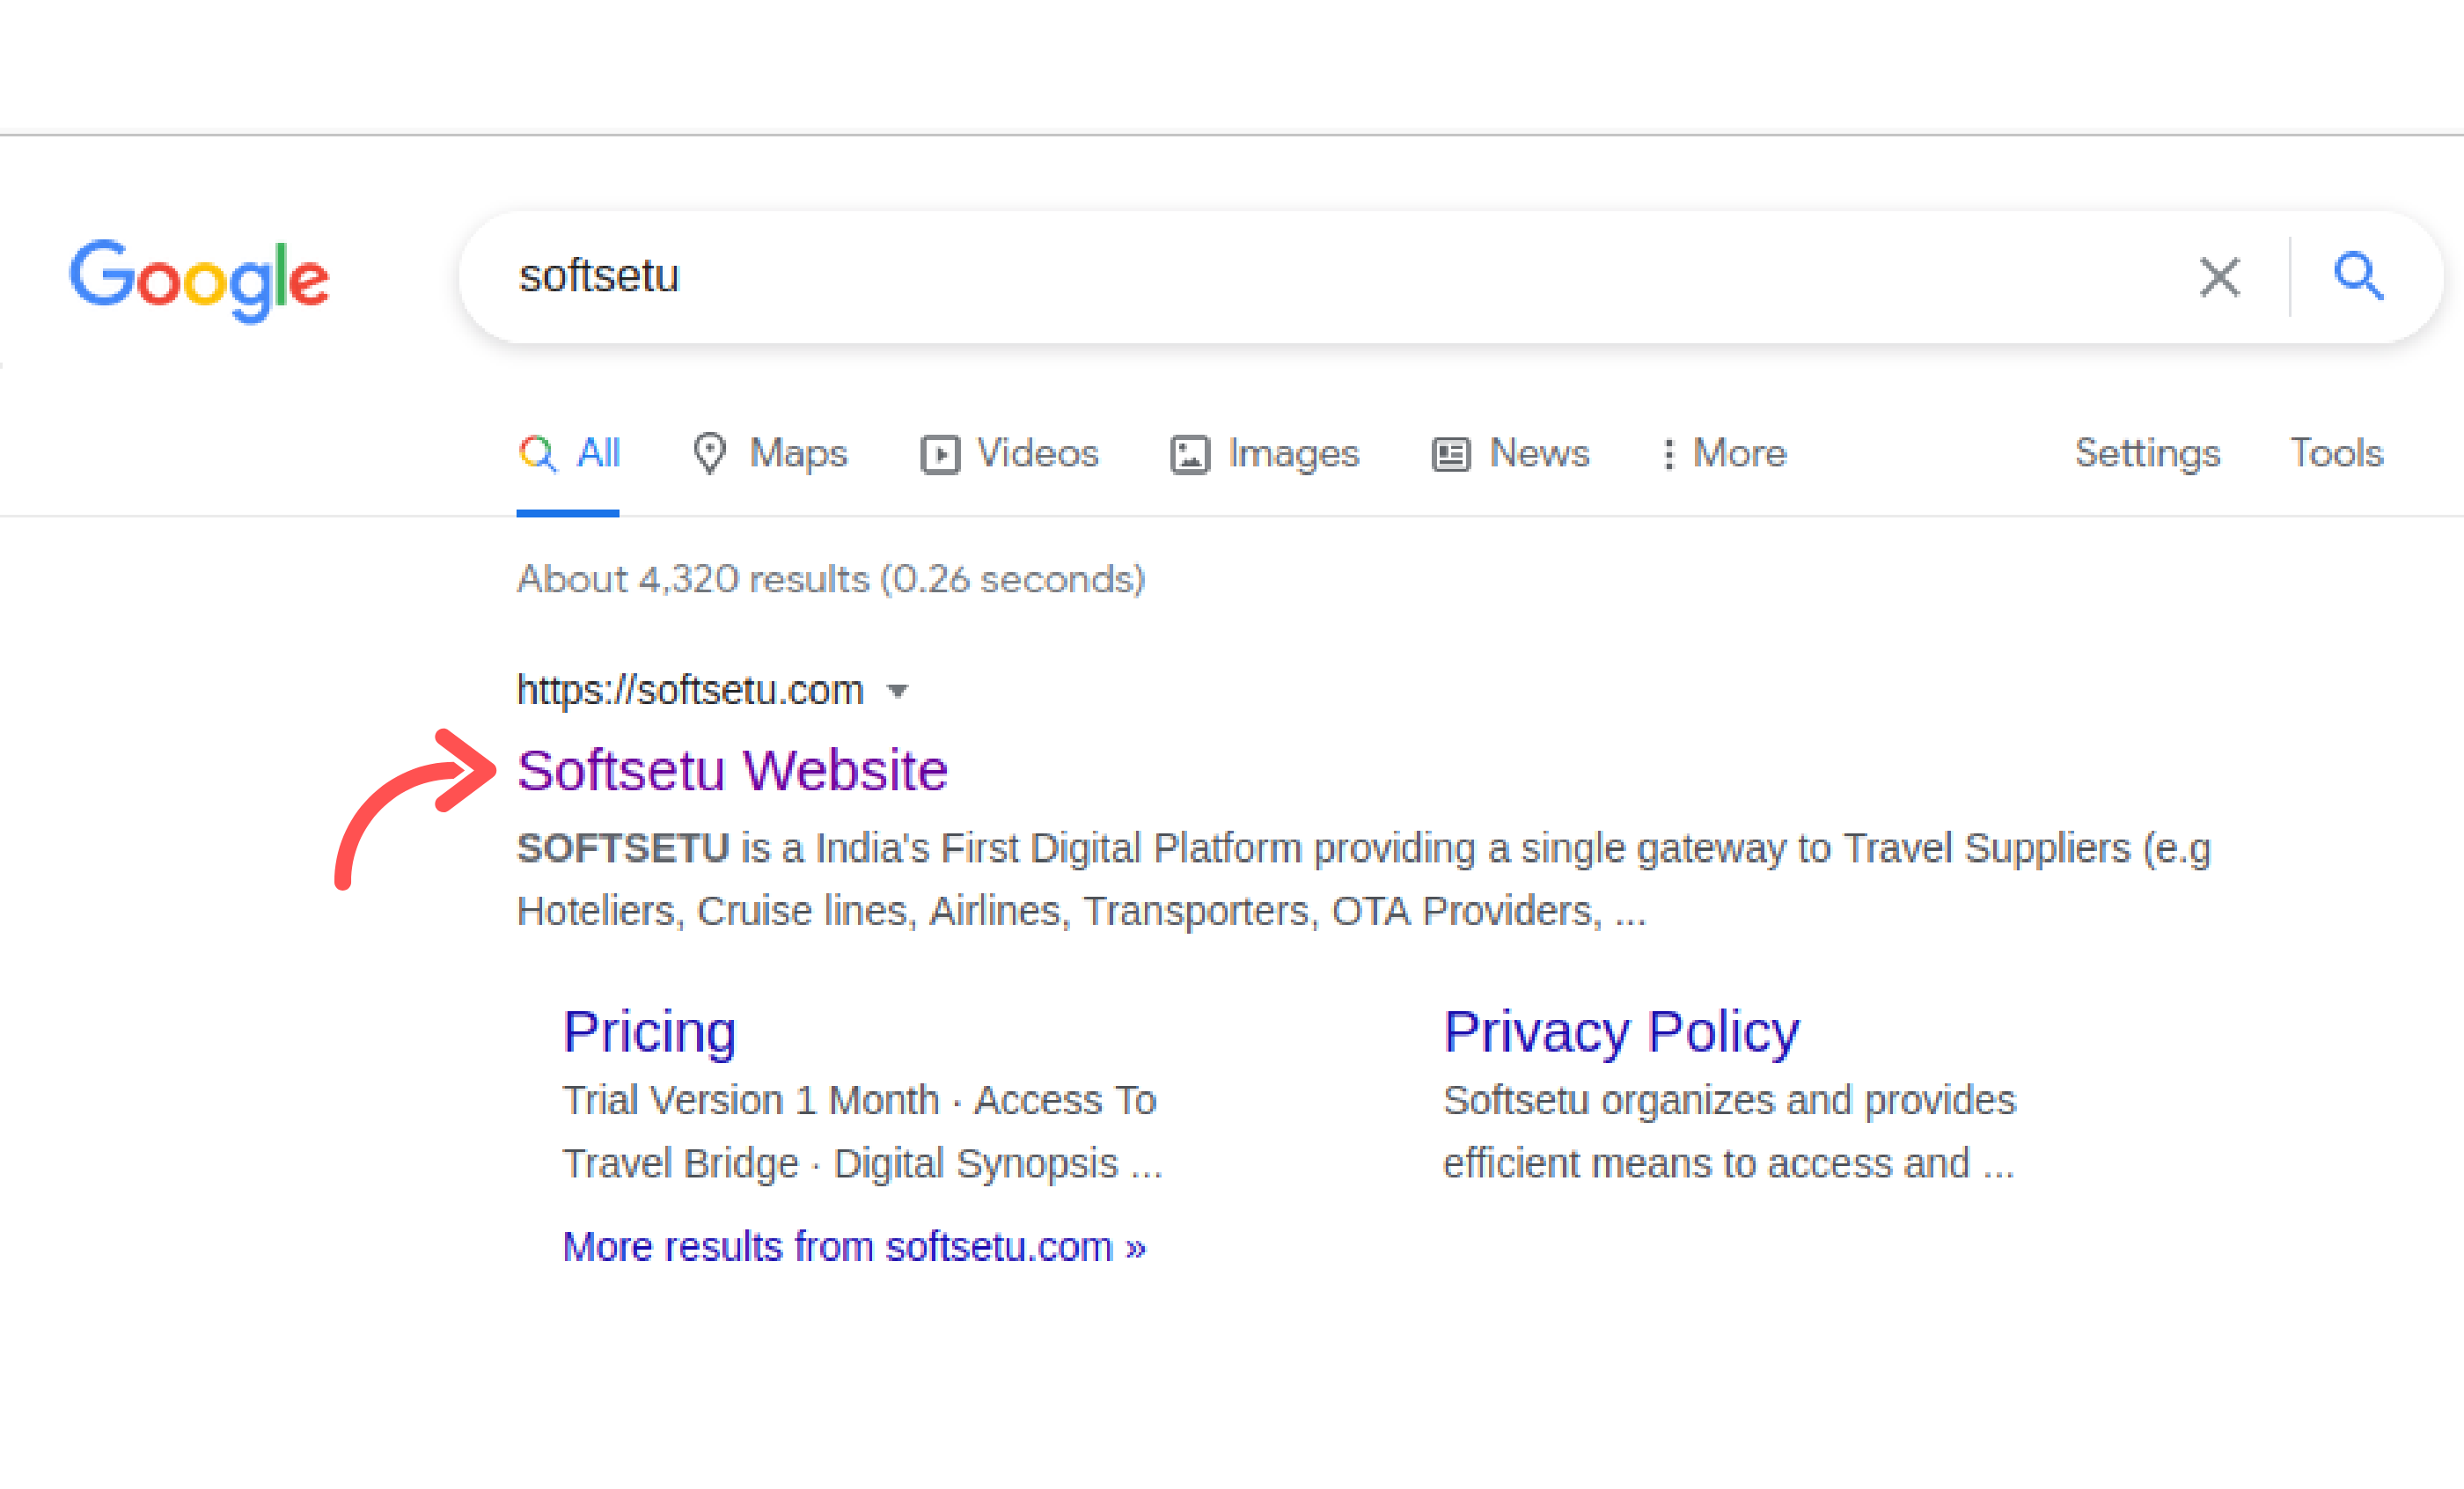 Google
softsetu
All Maps Videos Images News More Settings Tools
About 4,320 results (0.26 seconds)
https://softsetu.com
Softsetu Website
SOFTSETU is a India's First Digital Platform providing a single gateway to Travel Suppliers (e.g
Hoteliers, Cruise lines, Airlines, Transporters, OTA Providers, ...
Pricing
Trial Version 1 Month · Access To
Travel Bridge · Digital Synopsis ...
Privacy Policy
Softsetu organizes and provides
efficient means to access and ...
More results from softsetu.com »